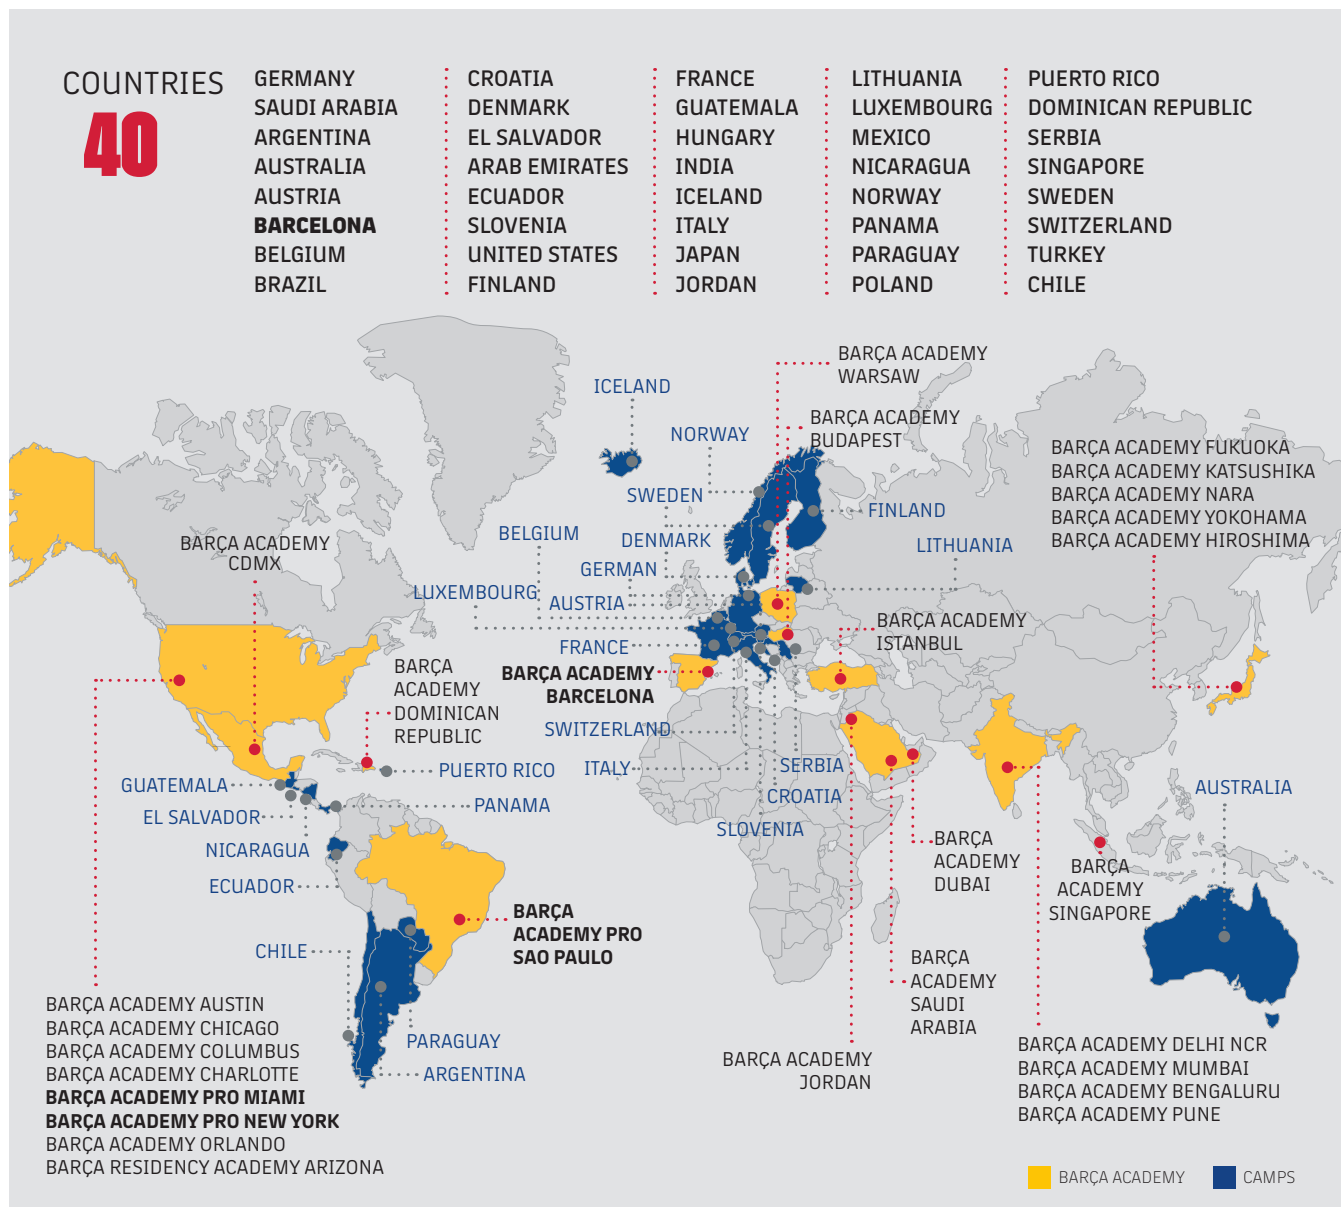 COUNTRIES
40
GERMANY
SAUDI ARABIA
ARGENTINA
AUSTRALIA
AUSTRIA
BARCELONA
BELGIUM
BRAZIL
CROATIA
DENMARK
EL SALVADOR
ARAB EMIRATES
ECUADOR
SLOVENIA
UNITED STATES
FINLAND
FRANCE
GUATEMALA
HUNGARY
INDIA
ICELAND
ITALY
JAPAN
JORDAN
LITHUANIA
LUXEMBOURG
MEXICO
NICARAGUA
NORWAY
PANAMA
PARAGUAY
POLAND
PUERTO RICO
DOMINICAN REPUBLIC
SERBIA
SINGAPORE
SWEDEN
SWITZERLAND
TURKEY
CHILE
BARÇA ACADEMY
WARSAW
ICELAND
BARÇA ACADEMY
BUDAPEST
NORWAY
BARÇA ACADEMY FUKUOKA
BARÇA ACADEMY KATSUSHIKA
BARÇA ACADEMY NARA
BARÇA ACADEMY YOKOHAMA
BARÇA ACADEMY HIROSHIMA
SWEDEN
FINLAND
BELGIUM
DENMARK
LITHUANIA
BARÇA ACADEMY
CDMX
GERMAN
LUXEMBOURG
AUSTRIA
BARÇA ACADEMY
ISTANBUL
FRANCE
BARÇA ACADEMY
BARCELONA
BARÇA
ACADEMY
DOMINICAN
REPUBLIC
SWITZERLAND
ITALY
SERBIA
PUERTO RICO
GUATEMALA
CROATIA
PANAMA
EL SALVADOR
SLOVENIA
AUSTRALIA
NICARAGUA
BARÇA
ACADEMY
DUBAI
ECUADOR
BARÇA
ACADEMY
SINGAPORE
BARÇA
ACADEMY PRO
SAO PAULO
CHILE
BARÇA
ACADEMY
SAUDI
ARABIA
PARAGUAY
ARGENTINA
BARÇA ACADEMY
JORDAN
BARÇA ACADEMY AUSTIN
BARÇA ACADEMY CHICAGO
BARÇA ACADEMY COLUMBUS
BARÇA ACADEMY CHARLOTTE
BARÇA ACADEMY PRO MIAMI
BARÇA ACADEMY PRO NEW YORK
BARÇA ACADEMY ORLANDO
BARÇA RESIDENCY ACADEMY ARIZONA
BARÇA ACADEMY DELHI NCR
BARÇA ACADEMY MUMBAI
BARÇA ACADEMY BENGALURU
BARÇA ACADEMY PUNE
BARÇA ACADEMY
CAMPS